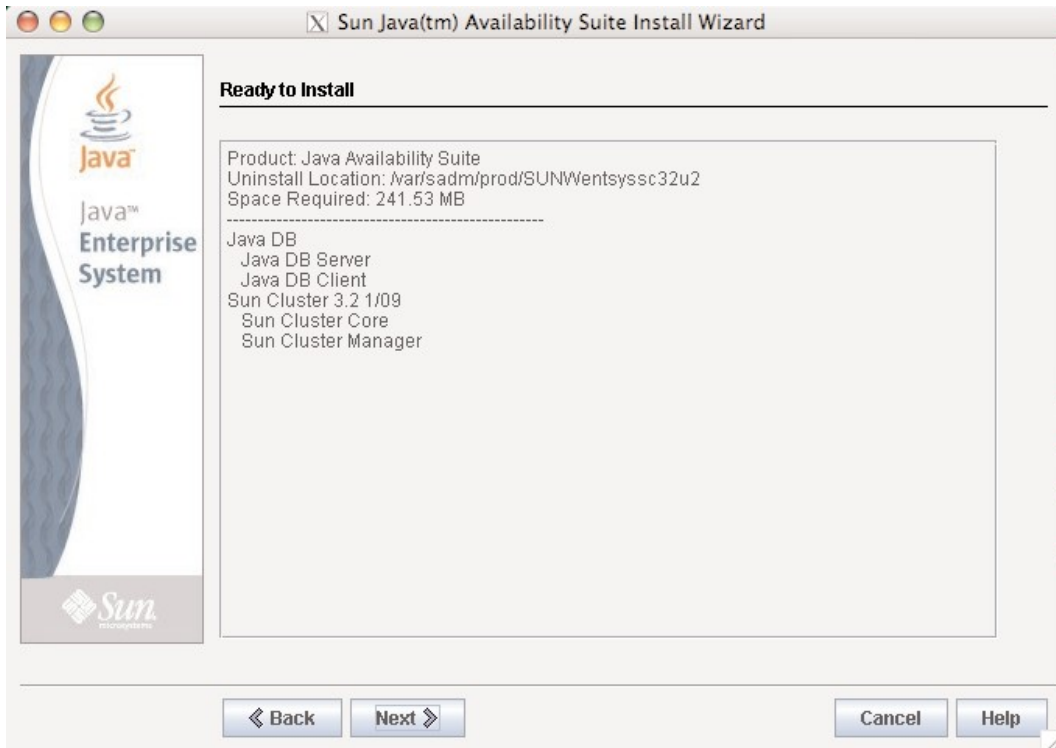 X Sun Java(tm) Availability Suite Install Wizard
Java™
Java™
Enterprise
System
Sun
microsystems
Ready to Install
Product: Java Availability Suite
Uninstall Location: /var/sadm/prod/SUNWentsyssc32u2
Space Required: 241.53 MB
---------------------------------------------------
Java DB
Java DB Server
Java DB Client
Sun Cluster 3.2 1/09
Sun Cluster Core
Sun Cluster Manager
Back
Next
Cancel
Help